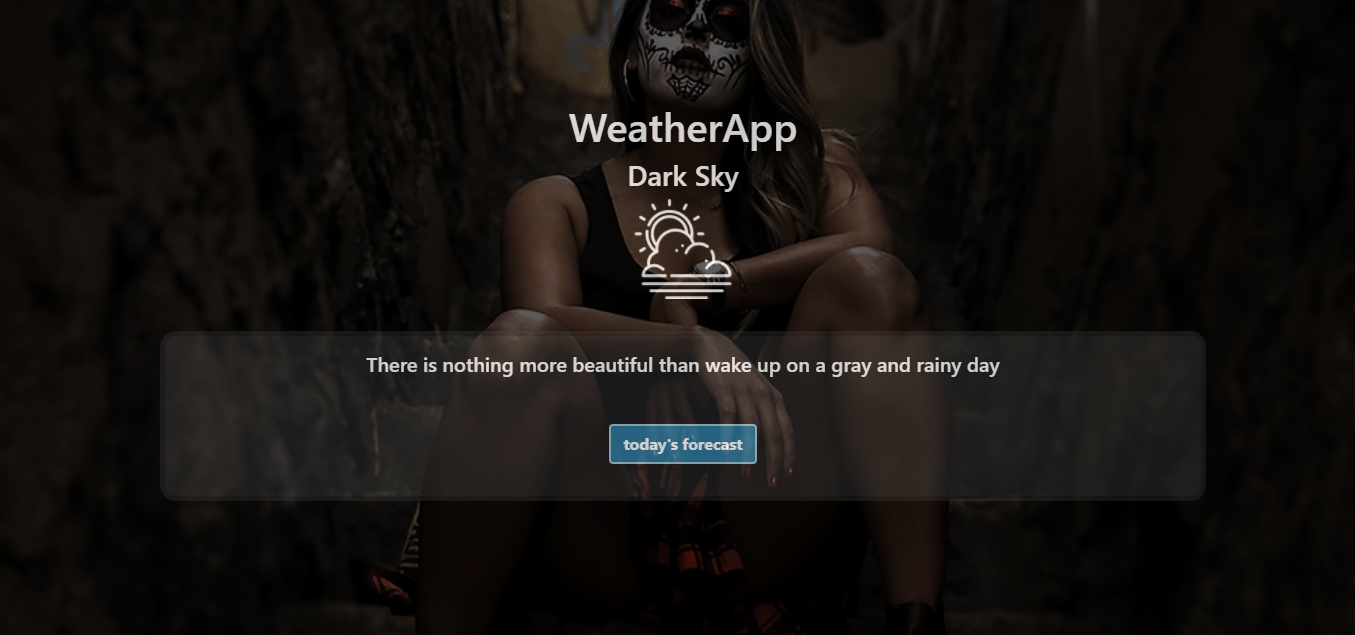 WeatherApp
Dark Sky
There is nothing more beautiful than wake up on a gray and rainy day
today's forecast